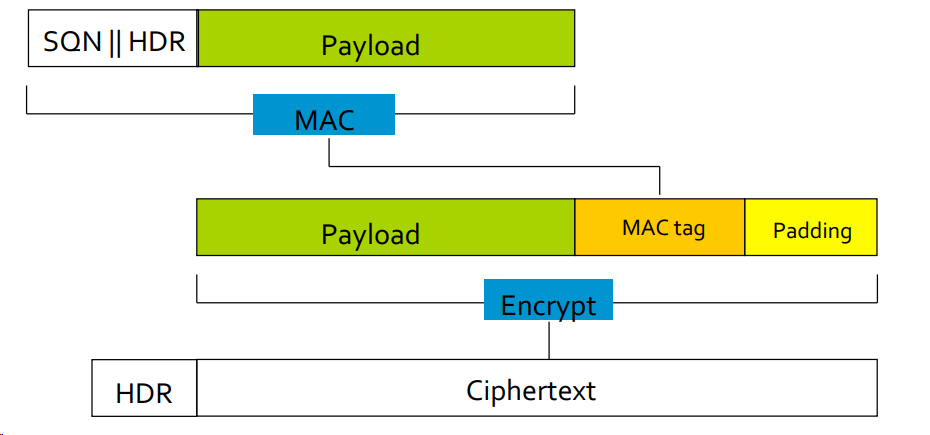 SQN || HDR Payload
MAC
Payload MAC tag Padding
Encrypt
HDR Ciphertext